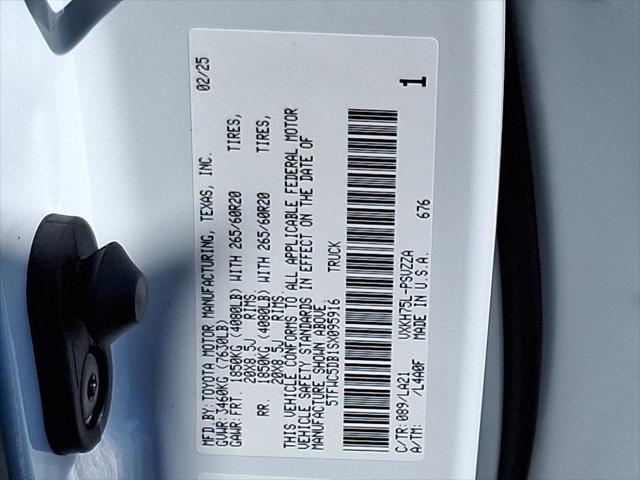 MFD.BY:TOYOTA MOTOR MANUFACTURING, TEXAS, INC. 02/25
GVWR:3460KG (7630LB)
GAWR:FRT. 1850KG (4080LB) WITH 265/60R20 TIRES,
20X8.5J RIMS
RR. 1850KG (4080LB) WITH 265/60R20 TIRES,
20X8.5J RIMS
THIS VEHICLE CONFORMS TO ALL APPLICABLE FEDERAL MOTOR
VEHICLE SAFETY STANDARDS IN EFFECT ON THE DATE OF
MANUFACTURE SHOWN ABOVE.
5TFWC5DB1SX095916 TRUCK
C/TR:089/LA21 VXKH75L-PSVZZA 676 1
A/TM: /L4A0F MADE IN U.S.A.